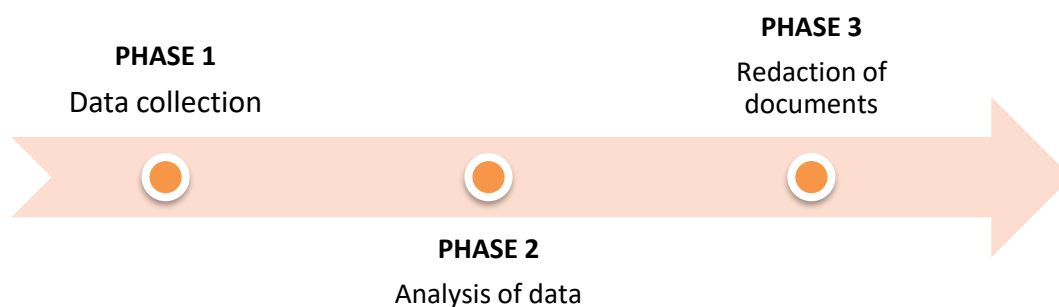 PHASE 1
Data collection
PHASE 2
Analysis of data
PHASE 3
Redaction of
documents